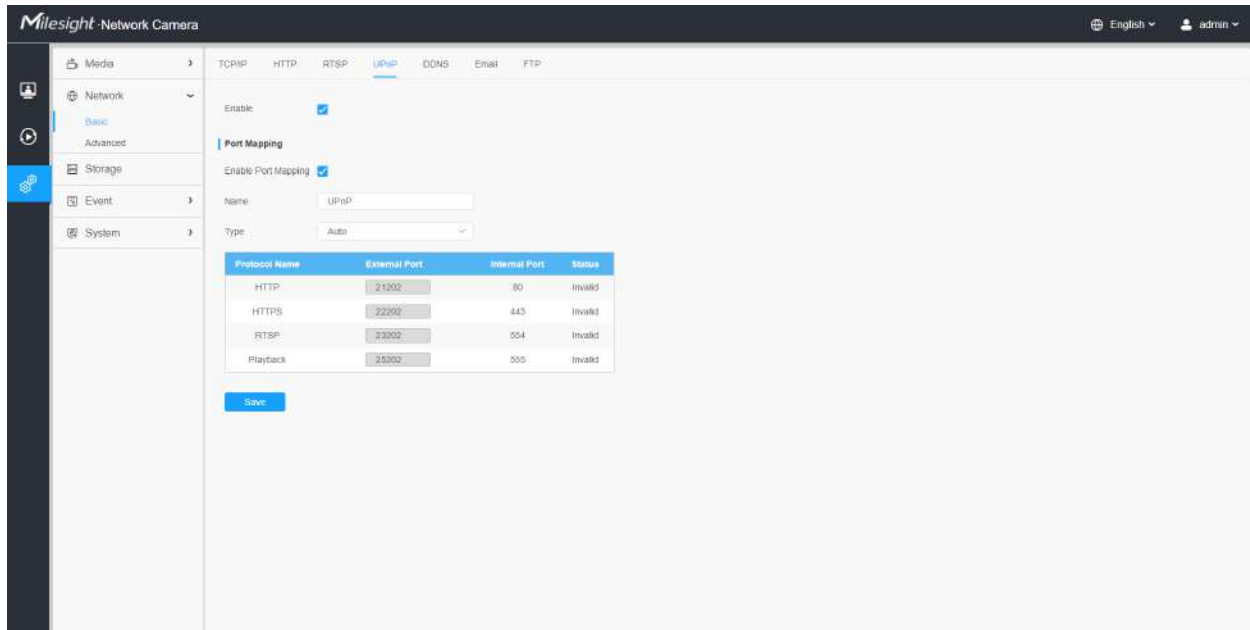 Milesight Network Camera
English
admin
Media
Network
Basic
Advanced
Storage
Event
System
TCP/IP HTTP RTSP UPnP DDNS Email FTP
Enable
Port Mapping
Enable Port Mapping
Name UPnP
Type Auto
Protocol Name External Port Internal Port Status
HTTP 21202 80 Invalid
HTTPS 22202 443 Invalid
RTSP 23202 554 Invalid
Playback 25202 555 Invalid
Save